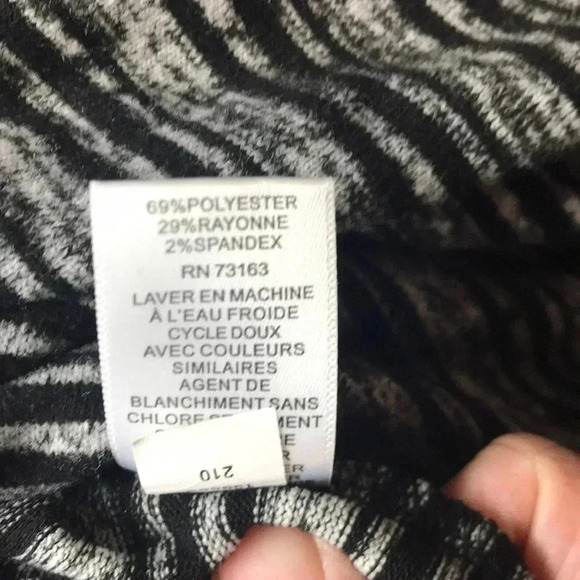 69%POLYESTER
29%RAYONNE
2%SPANDEX
RN 73163
LAVER EN MACHINE
À L'EAU FROIDE
CYCLE DOUX
AVEC COULEURS
SIMILAIRES
AGENT DE
BLANCHIMENT SANS
CHLORE
210